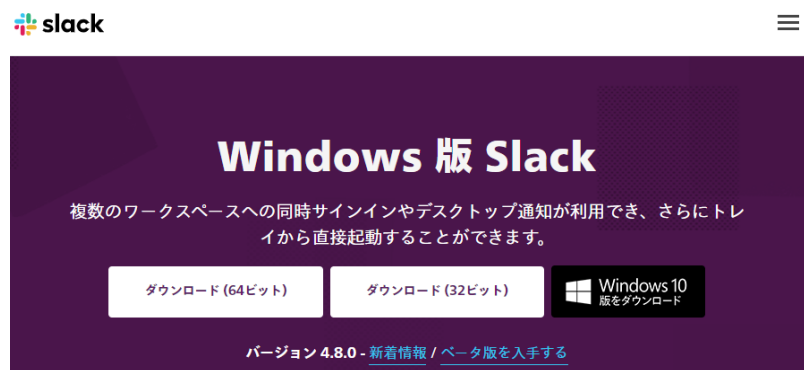 slack
Windows 版 Slack
複数のワークスペースへの同時サインインやデスクトップ通知が利用でき、さらにトレ
イから直接起動することができます。
ダウンロード (64ビット)
ダウンロード (32ビット)
Windows 10
版をダウンロード
バージョン 4.8.0 - 新着情報 / ベータ版を入手する